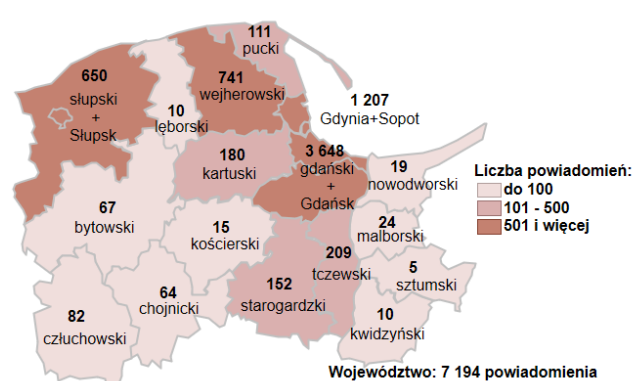 111
pucki
650
słupski
+
Słupsk
741
wejherowski
1 207
Gdynia+Sopot
10
lęborski
3 648
gdański
+
Gdańsk
180
kartuski
19
nowodworski
Liczba powiadomień:
do 100
101 - 500
501 i więcej
67
bytowski
15
kościerski
24
malborski
209
tczewski
5
sztumski
152
starogardzki
64
chojnicki
82
człuchowski
10
kwidzyński
Województwo: 7 194 powiadomienia